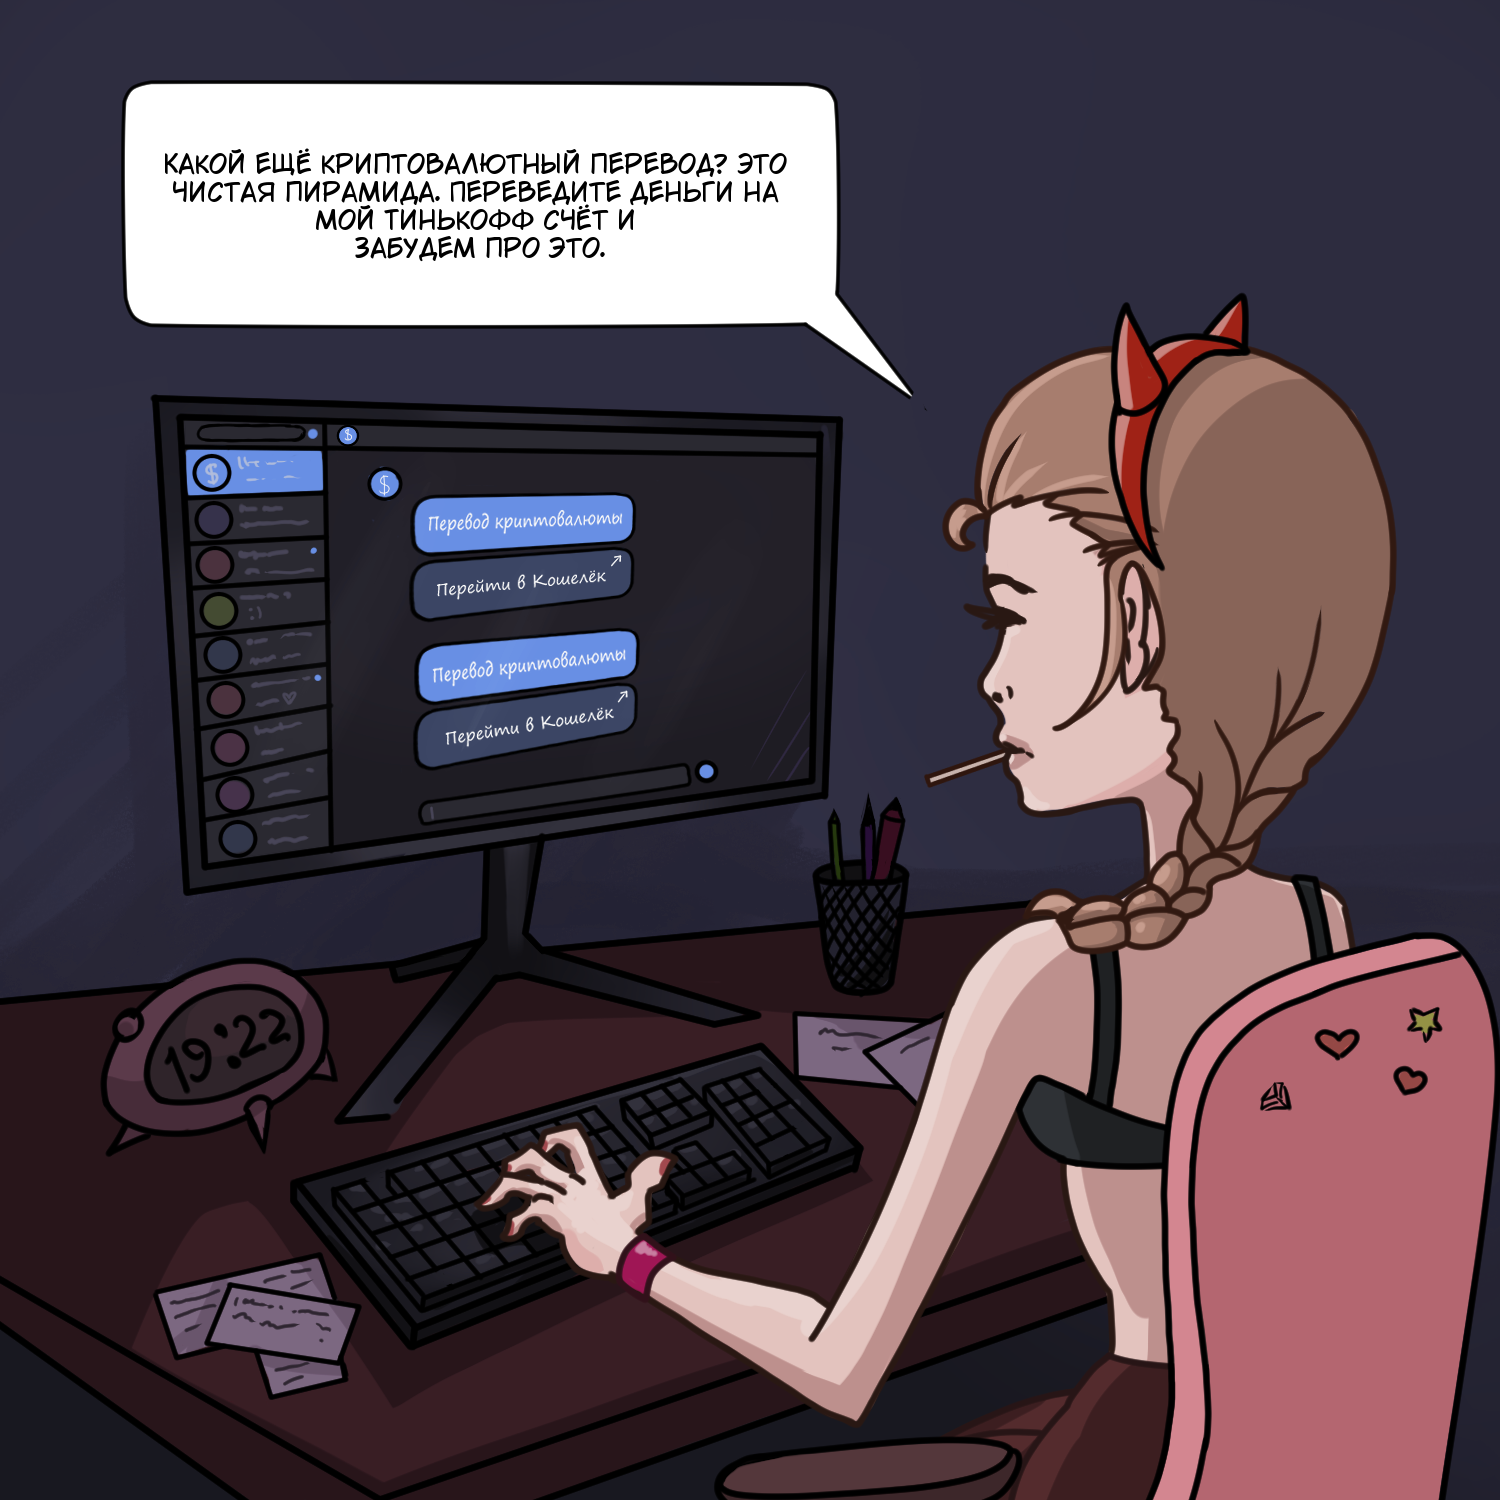 КАКОЙ ЕЩЁ КРИПТОВАЛЮТНЫЙ ПЕРЕВОД? ЭТО
ЧИСТАЯ ПИРАМИДА. ПЕРЕВЕДИТЕ ДЕНЬГИ НА
МОЙ ТИНЬКОФФ СЧЁТ И
ЗАБУДЕМ ПРО ЭТО.
$
$
$
Перевод криптовалюты
Перейти в Кошелёк
:)
Перевод криптовалюты
Перейти в Кошелёк
19:22